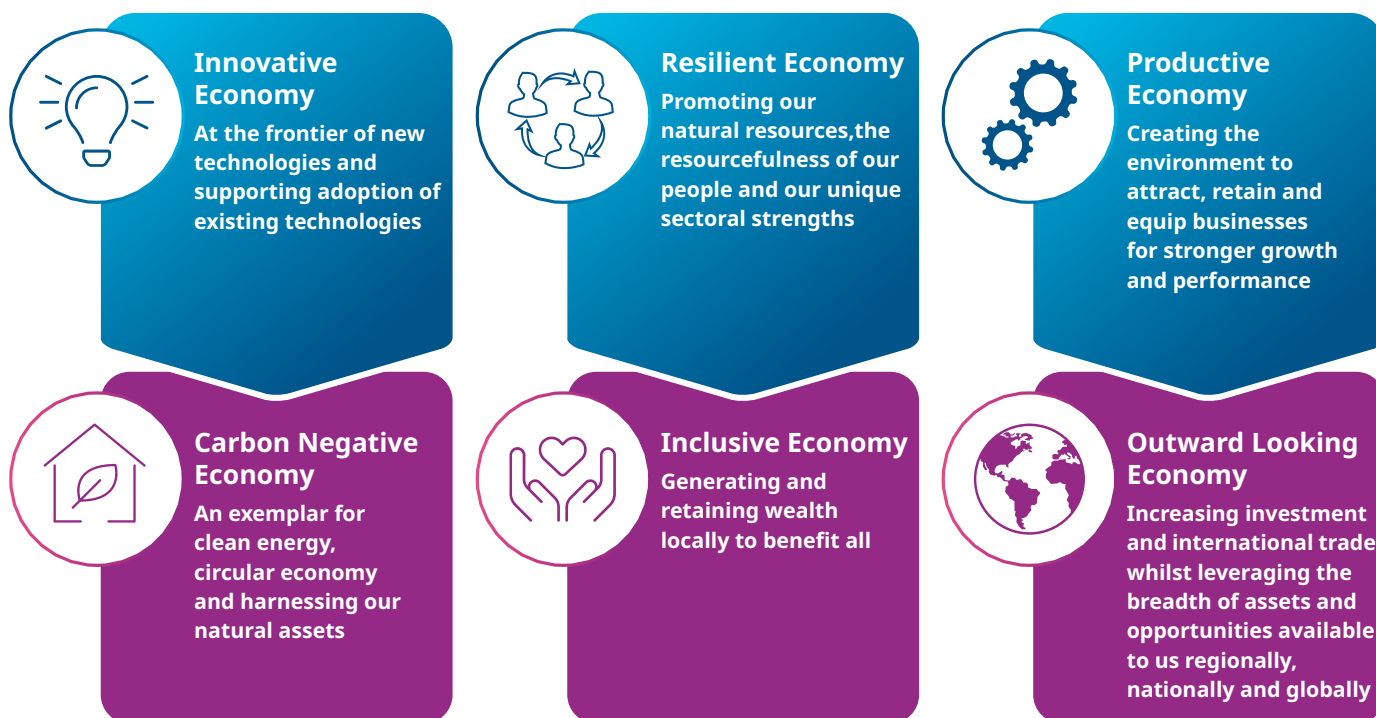 Innovative
Economy
At the frontier of new
technologies and
supporting adoption of
existing technologies
Resilient Economy
Promoting our
natural resources,the
resourcefulness of our
people and our unique
sectoral strengths
Productive
Economy
Creating the
environment to
attract, retain and
equip businesses
for stronger growth
and performance
Carbon Negative
Economy
An exemplar for
clean energy,
circular economy
and harnessing our
natural assets
Inclusive Economy
Generating and
retaining wealth
locally to benefit all
Outward Looking
Economy
Increasing investment
and international trade
whilst leveraging the
breadth of assets and
opportunities available
to us regionally,
nationally and globally